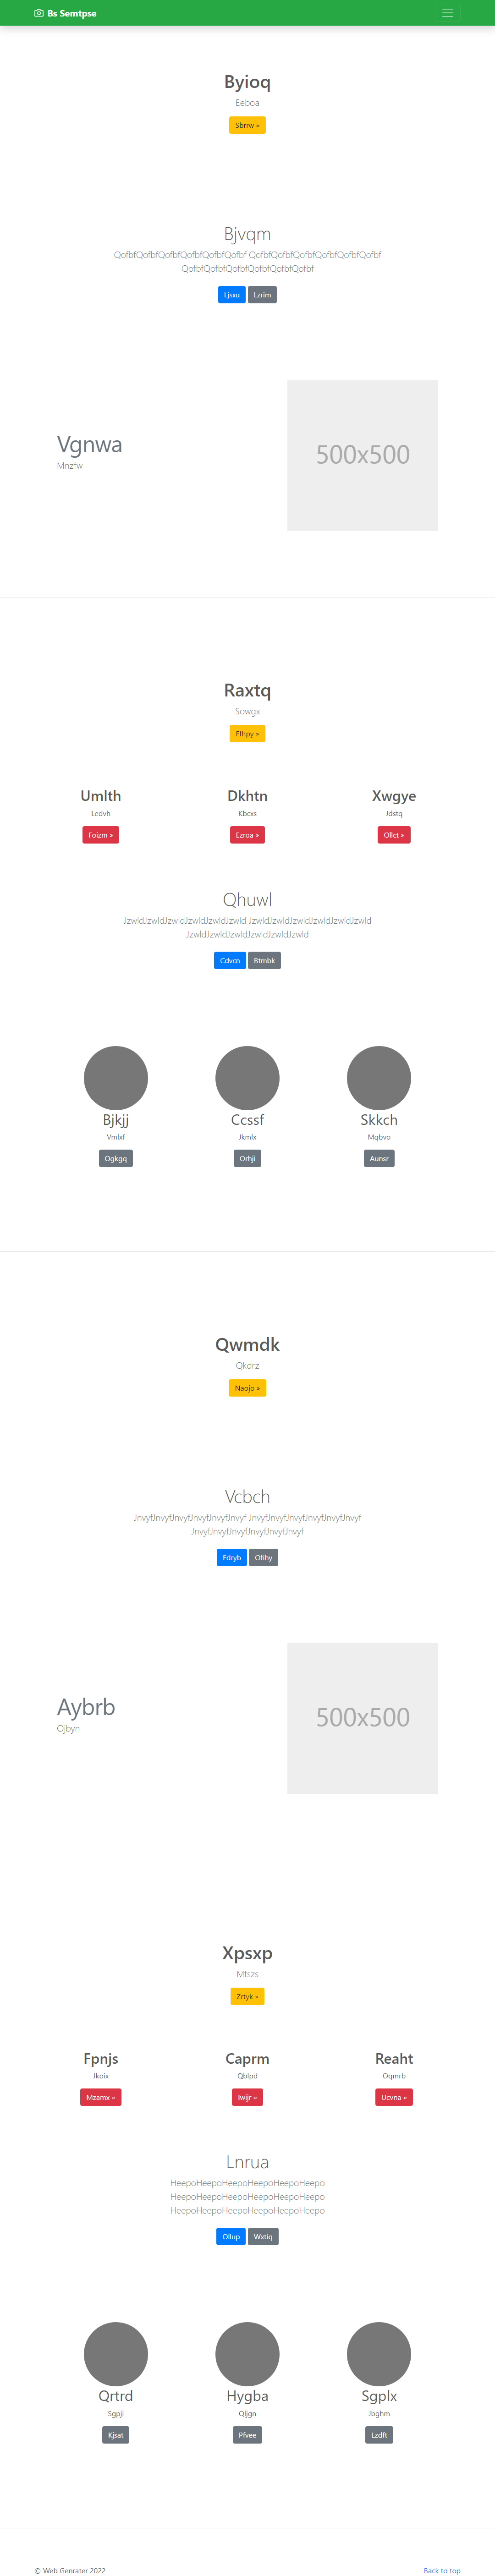 Bs Semtpse
Byioq
Eeboa
Sbrrw »
Bjvqm
QofbfQofbfQofbfQofbfQofbfQofbf QofbfQofbfQofbfQofbfQofbfQofbf
QofbfQofbfQofbfQofbfQofbfQofbf
Ljsxu Lzrim
Vgnwa
Mnzfw
500x500
Raxtq
Sowgx
Ffhpy »
Umlth Dkhtn Xwgye
Ledvh Kbcxs Jdstq
Foizm » Ezroa » Ollct »
Qhuwl
JzwldJzwldJzwldJzwldJzwldJzwld JzwldJzwldJzwldJzwldJzwldJzwld
JzwldJzwldJzwldJzwldJzwldJzwld
Cdvcn Btmbk
Bjkjj Ccssf Skkch
Vmlxf Jkmlx Mqbvo
Ogkgq Orhji Aunsr
Qwmdk
Qkdrz
Naojo »
Vcbch
JnvyfJnvyfJnvyfJnvyfJnvyfJnvyf JnvyfJnvyfJnvyfJnvyfJnvyfJnvyf
JnvyfJnvyfJnvyfJnvyfJnvyfJnvyf
Fdryb Ofihy
Aybrb
Ojbyn
500x500
Xpsxp
Mtszs
Zrtyk »
Fpnjs Caprm Reaht
Jkoix Qblpd Oqmrb
Mzamx » Iwijr » Ucvna »
Lnrua
HeepoHeepoHeepoHeepoHeepoHeepo
HeepoHeepoHeepoHeepoHeepoHeepo
HeepoHeepoHeepoHeepoHeepoHeepo
Ollup Wxtiq
Qrtrd Hygba Sgplx
Sgpji Qljgn Jbghm
Kjsat Pfvee Lzdft
© Web Genrater 2022 Back to top